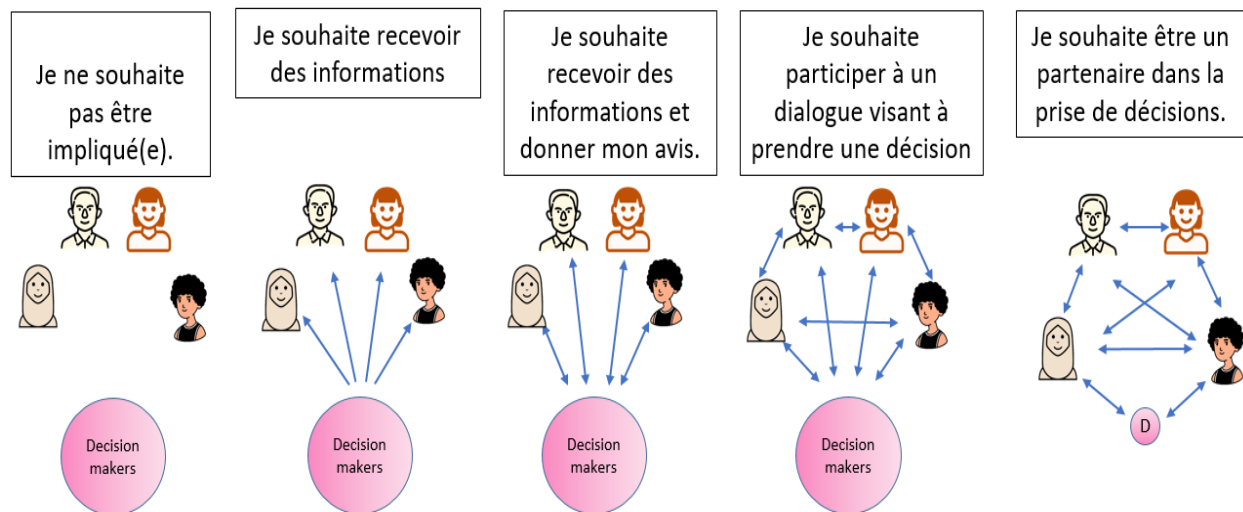 Je ne souhaite
pas être
impliqué(e).
Je souhaite recevoir
des informations
Je souhaite
recevoir des
informations et
donner mon avis.
Je souhaite
participer à un
dialogue visant à
prendre une décision
Je souhaite être un
partenaire dans la
prise de décisions.
Decision
makers
Decision
makers
Decision
makers
Decision
makers
D